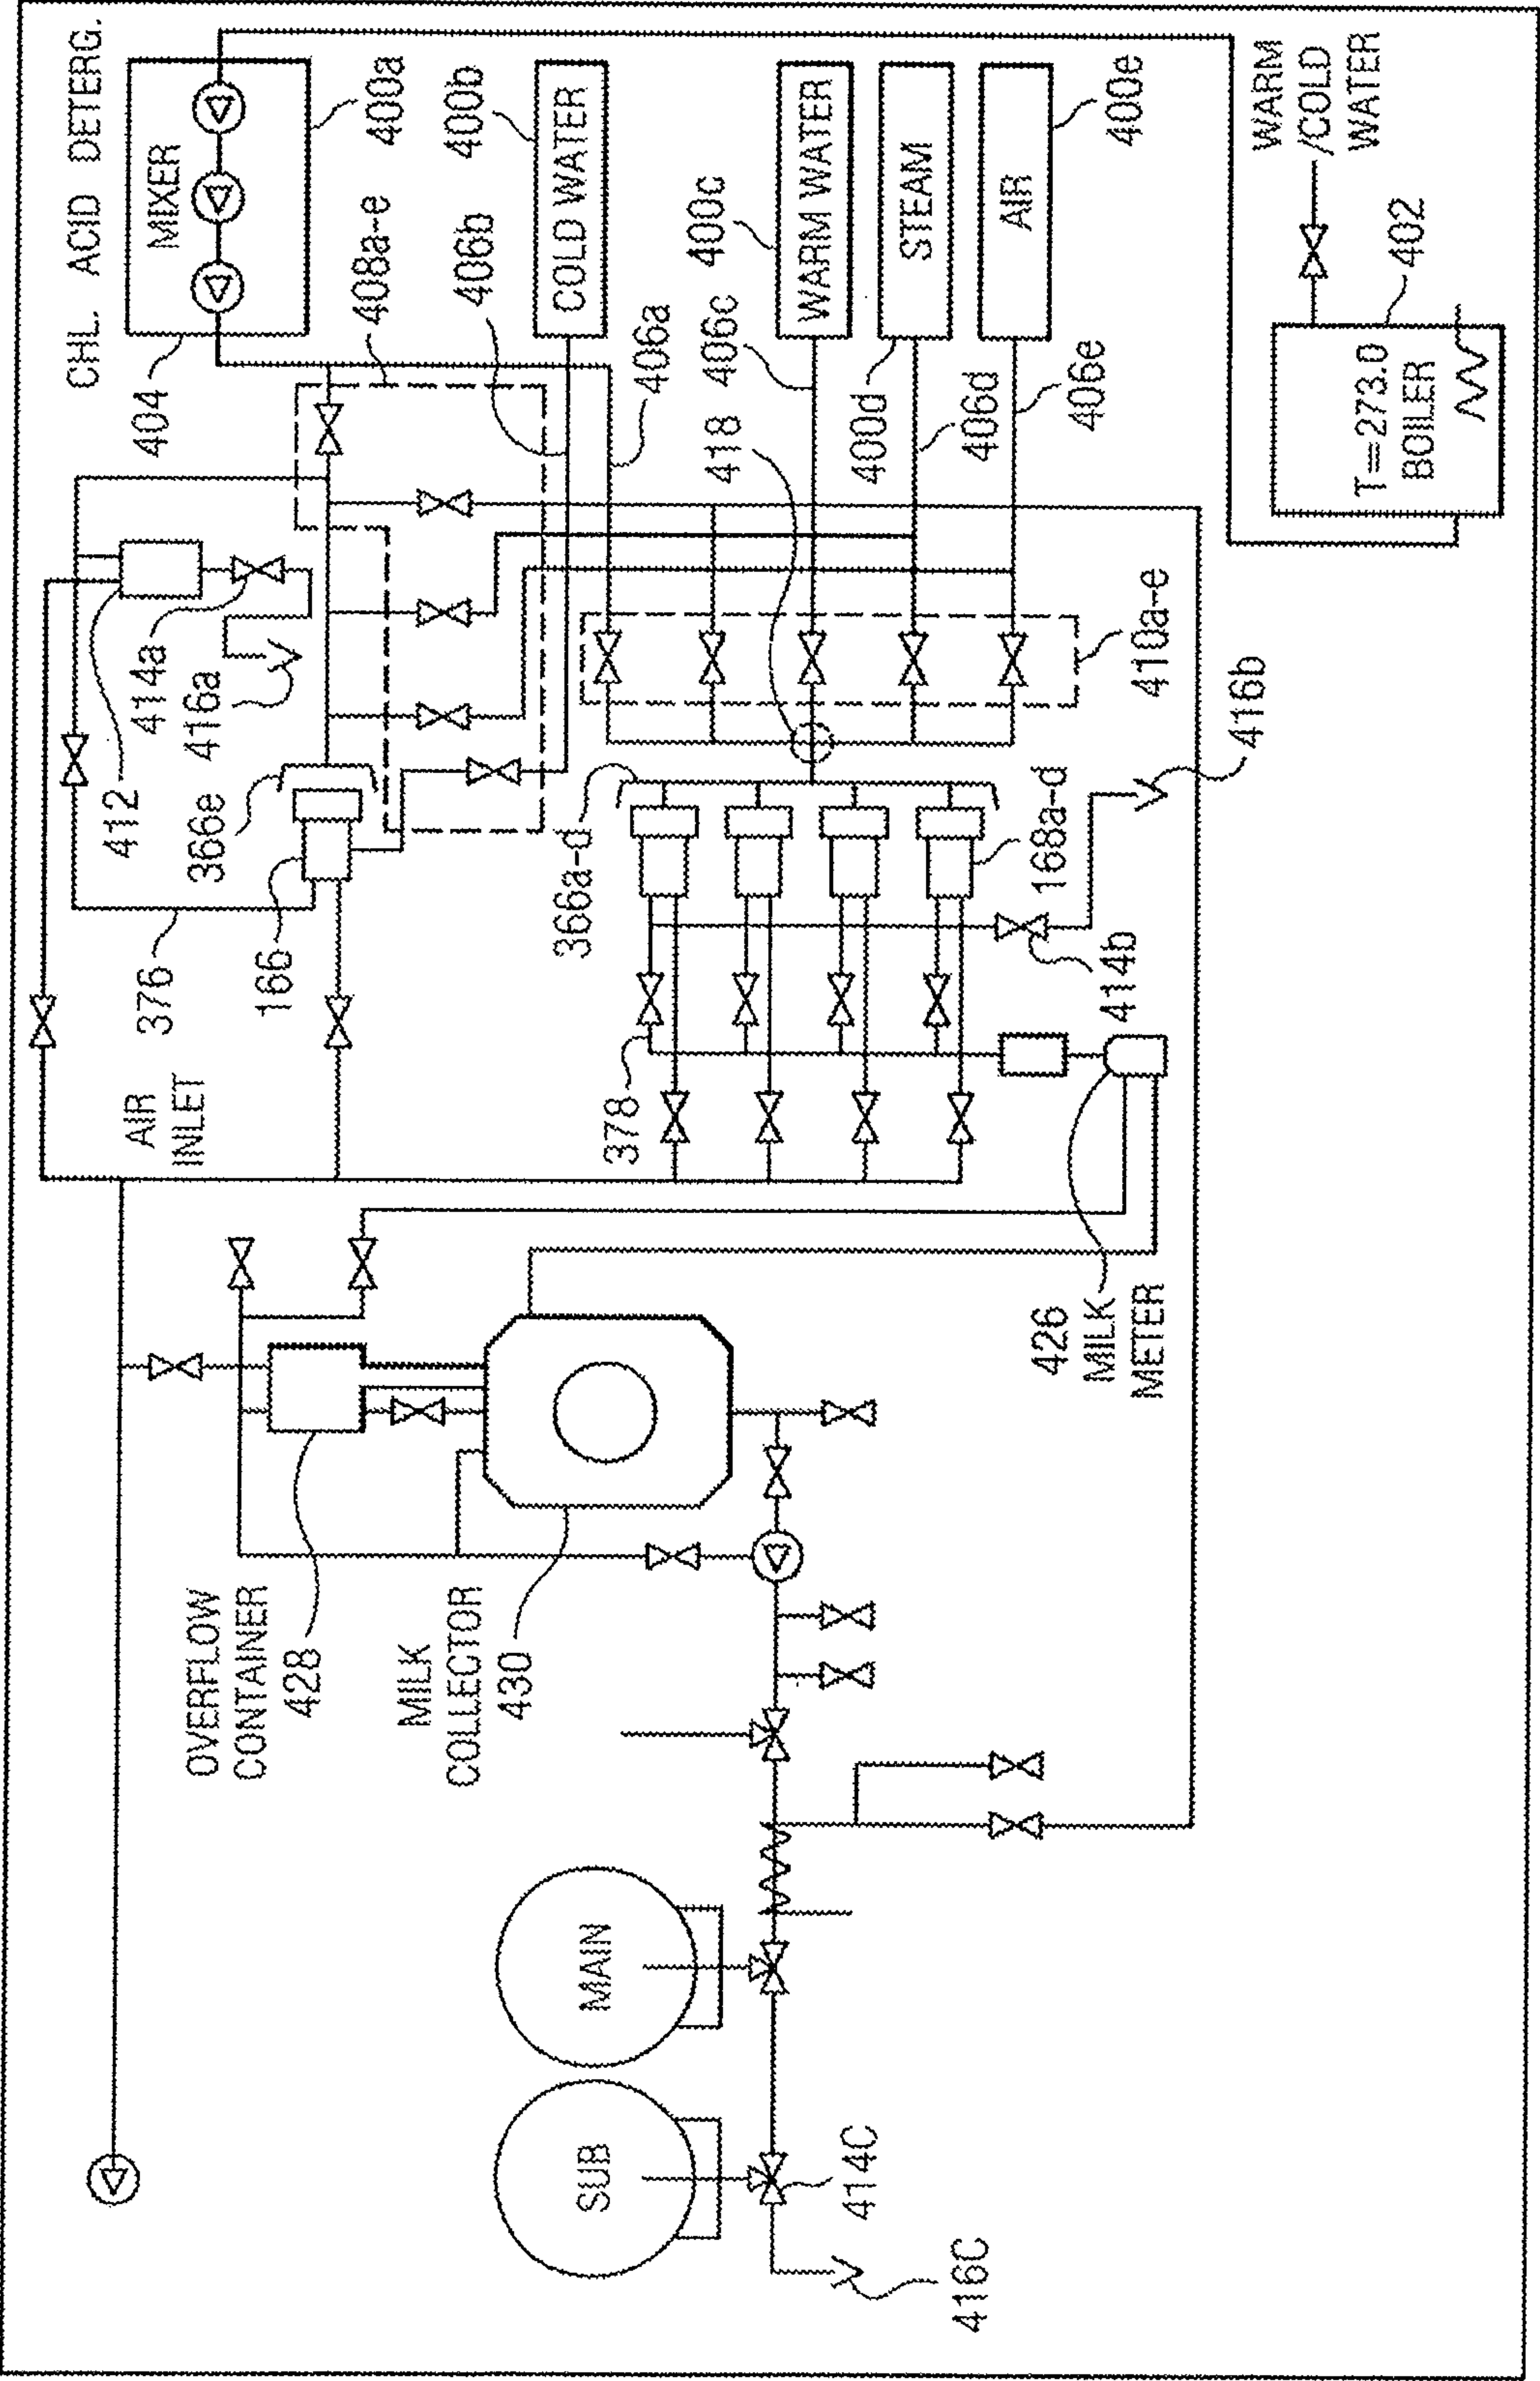 CHL. ACID DETERG.
MIXER
404
400a
408a-e
400b
406b
COLD WATER
406a
400c
406c
WARM WATER
418
400d
STEAM
406d
AIR
400e
406e
WARM
/COLD
WATER
402
T=273.0
BOILER
412
414a
416a
366e
376
166
AIR
INLET
366a-d
168a-d
410a-e
416b
414b
378
426
MILK
METER
OVERFLOW
CONTAINER
428
MILK
COLLECTOR
430
MAIN
SUB
414C
416C